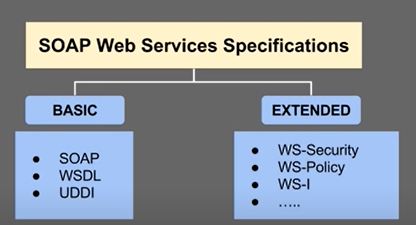 SOAP Web Services Specifications
BASIC
EXTENDED
● SOAP
● WSDL
● UDDI
● WS-Security
● WS-Policy
● WS-I
● .....